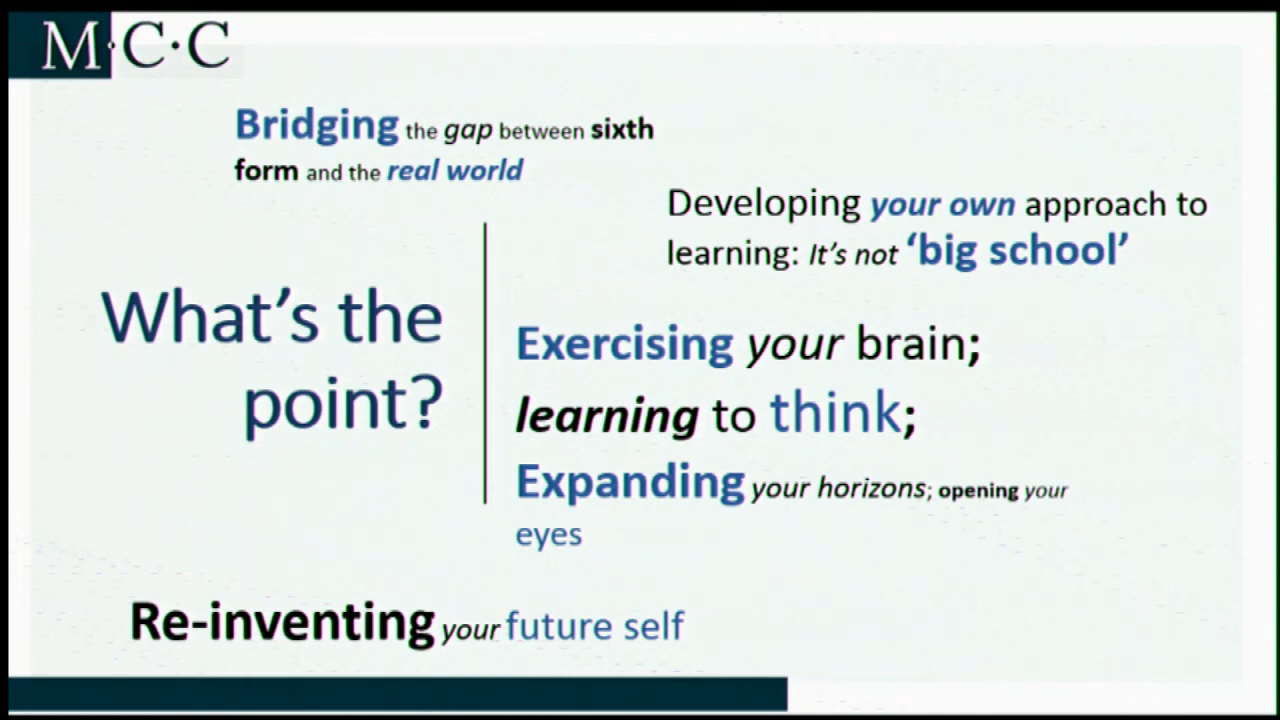 M·C·C
Bridging the gap between sixth
form and the real world
Developing your own approach to
learning: It’s not ‘big school’
What’s the
point?
Exercising your brain;
learning to think;
Expanding your horizons; opening your
eyes
Re-inventing your future self